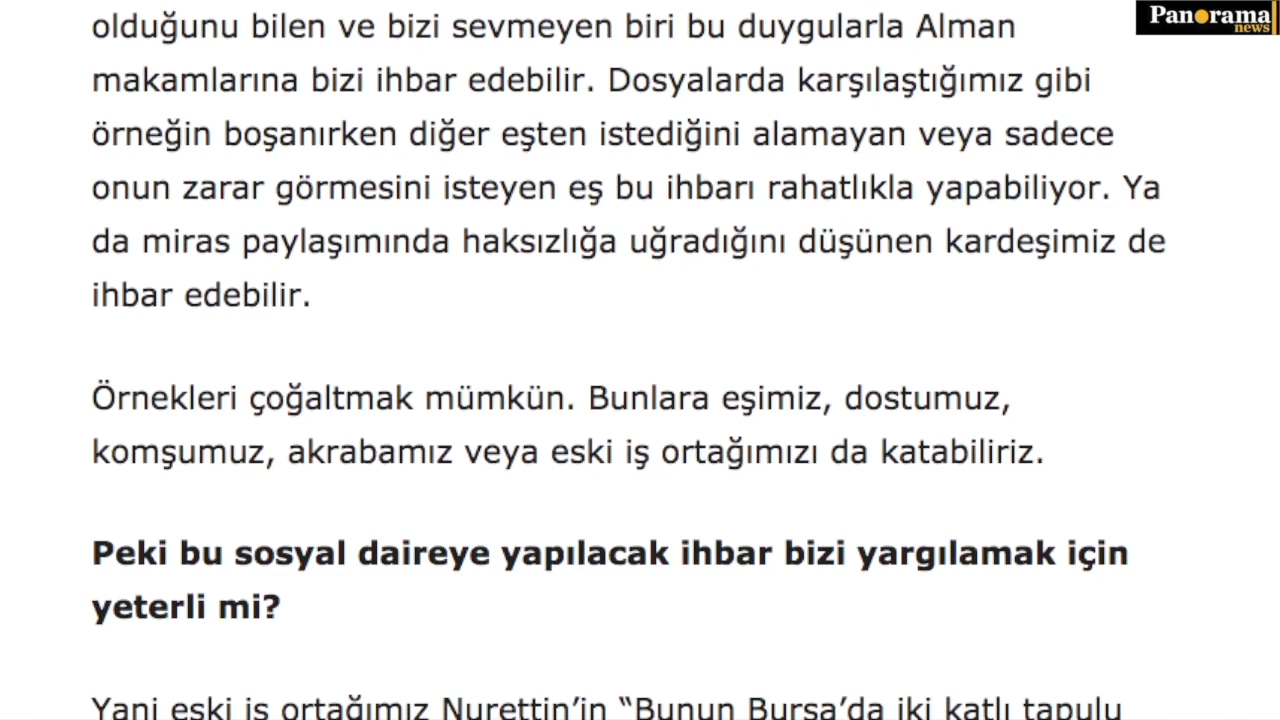 Panorama
news
olduğunu bilen ve bizi sevmeyen biri bu duygularla Alman
makamlarına bizi ihbar edebilir. Dosyalarda karşılaştığımız gibi
örneğin boşanırken diğer eşten istediğini alamayan veya sadece
onun zarar görmesini isteyen eş bu ihbarı rahatlıkla yapabiliyor. Ya
da miras paylaşımında haksızlığa uğradığını düşünen kardeşimiz de
ihbar edebilir.
Örnekleri çoğaltmak mümkün. Bunlara eşimiz, dostumuz,
komşumuz, akrabamız veya eski iş ortağımızı da katabiliriz.
Peki bu sosyal daireye yapılacak ihbar bizi yargılamak için
yeterli mi?
Yani eski iş ortağımız Nurettin’in “Bunun Bursa’da iki katlı tapulu